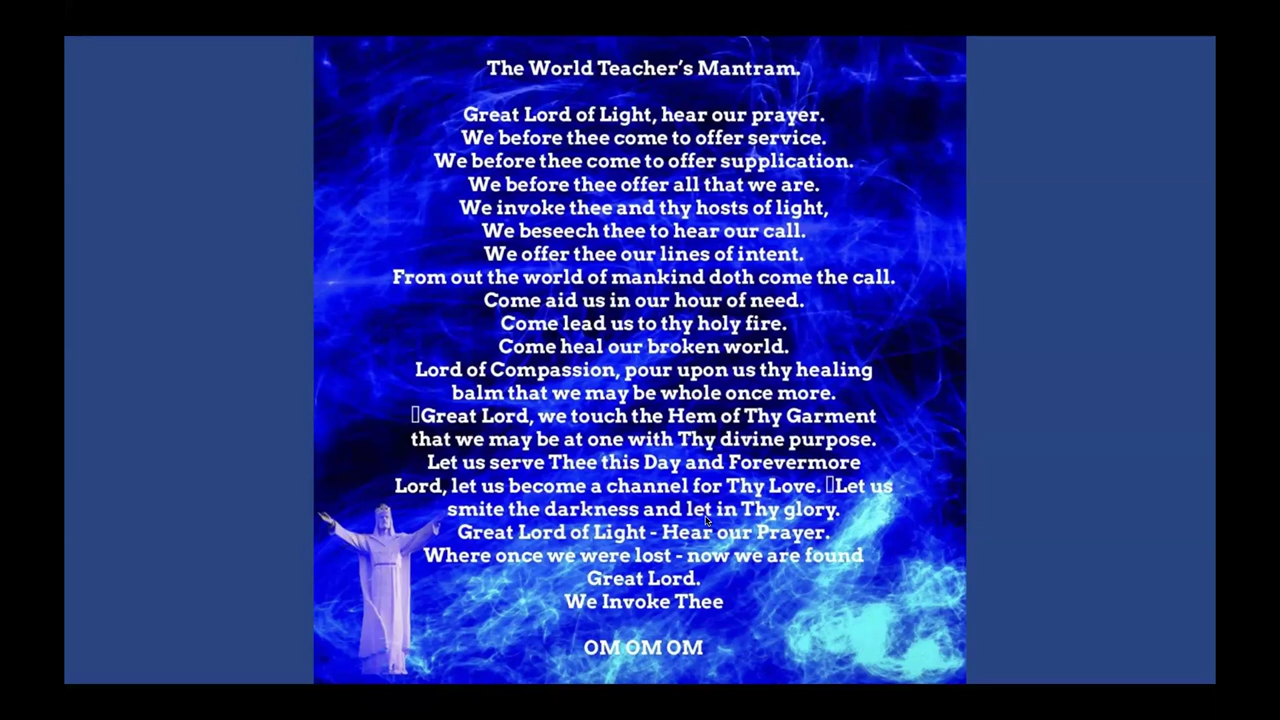 The World Teacher’s Mantram.
Great Lord of Light, hear our prayer.
We before thee come to offer service.
We before thee come to offer supplication.
We before thee offer all that we are.
We invoke thee and thy hosts of light,
We beseech thee to hear our call.
We offer thee our lines of intent.
From out the world of mankind doth come the call.
Come aid us in our hour of need.
Come lead us to thy holy fire.
Come heal our broken world.
Lord of Compassion, pour upon us thy healing
balm that we may be whole once more.
Great Lord, we touch the Hem of Thy Garment
that we may be at one with Thy divine purpose.
Let us serve Thee this Day and Forevermore
Lord, let us become a channel for Thy Love. Let us
smite the darkness and let in Thy glory.
Great Lord of Light - Hear our Prayer.
Where once we were lost - now we are found
Great Lord.
We Invoke Thee
OM OM OM